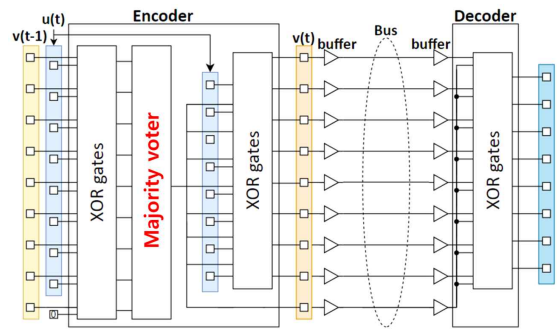 Encoder
Decoder
u(t)
v(t-1)
v(t)
buffer
Bus
buffer
XOR gates
Majority voter
XOR gates
XOR gates
0